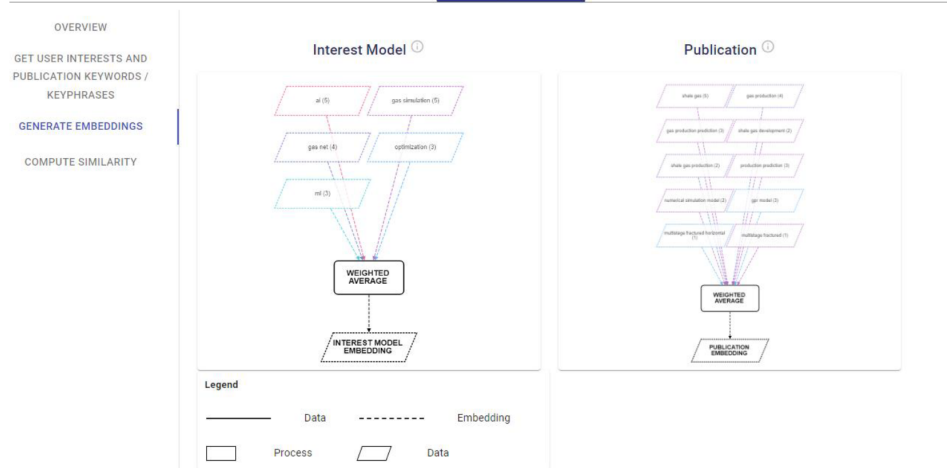 OVERVIEW
GET USER INTERESTS AND
PUBLICATION KEYWORDS /
KEYPHRASES
GENERATE EMBEDDINGS
COMPUTE SIMILARITY
Interest Model
ai (5)
gas simulation (5)
gas net (4)
optimization (3)
ml (3)
WEIGHTED
AVERAGE
INTEREST MODEL
EMBEDDING
Publication
shale gas (5)
gas production (4)
gas production prediction (3)
shale gas development (2)
shale gas production (2)
production prediction (3)
numerical simulation model (2)
gpr model (3)
multistage fractured horizontal
(1)
multistage fractured (1)
WEIGHTED
AVERAGE
PUBLICATION
EMBEDDING
Legend
Data
Embedding
Process
Data